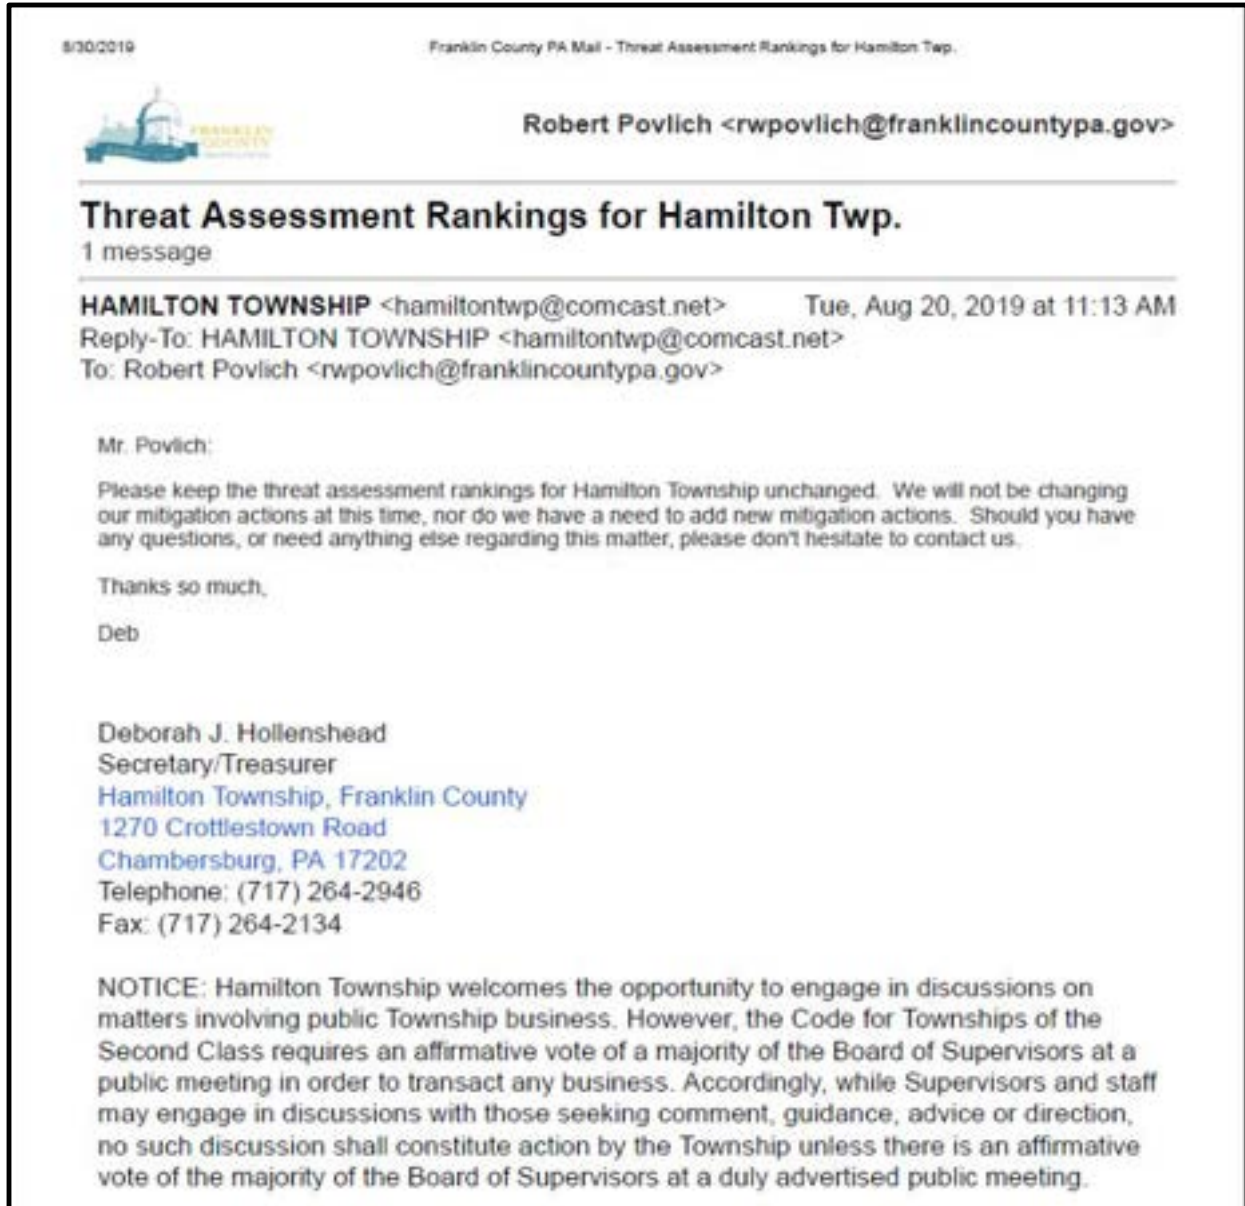 8/30/2019 Franklin County PA Mail - Threat Assessment Rankings for Hamilton Twp.
FRANKLIN
COUNTY
Robert Povlich <rwpovlich@franklincountypa.gov>
Threat Assessment Rankings for Hamilton Twp.
1 message
HAMILTON TOWNSHIP <hamiltontwp@comcast.net> Tue, Aug 20, 2019 at 11:13 AM
Reply-To: HAMILTON TOWNSHIP <hamiltontwp@comcast.net>
To: Robert Povlich <rwpovlich@franklincountypa.gov>
Mr. Povlich:
Please keep the threat assessment rankings for Hamilton Township unchanged. We will not be changing
our mitigation actions at this time, nor do we have a need to add new mitigation actions. Should you have
any questions, or need anything else regarding this matter, please don't hesitate to contact us.
Thanks so much,
Deb
Deborah J. Hollenshead
Secretary/Treasurer
Hamilton Township, Franklin County
1270 Crottlestown Road
Chambersburg, PA 17202
Telephone: (717) 264-2946
Fax: (717) 264-2134
NOTICE: Hamilton Township welcomes the opportunity to engage in discussions on
matters involving public Township business. However, the Code for Townships of the
Second Class requires an affirmative vote of a majority of the Board of Supervisors at a
public meeting in order to transact any business. Accordingly, while Supervisors and staff
may engage in discussions with those seeking comment, guidance, advice or direction,
no such discussion shall constitute action by the Township unless there is an affirmative
vote of the majority of the Board of Supervisors at a duly advertised public meeting.